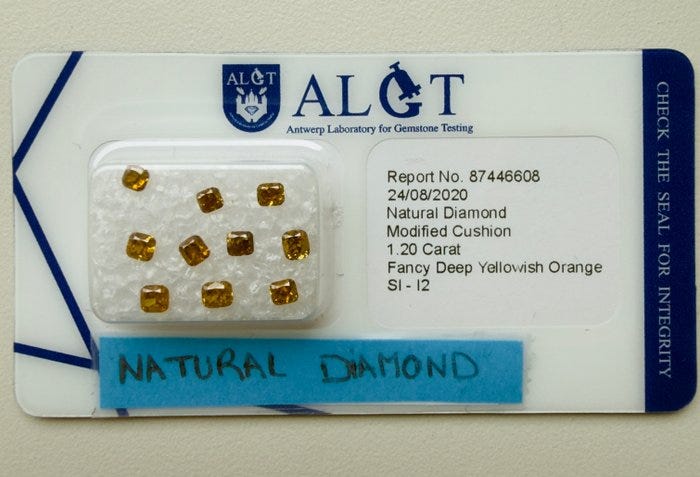 ALGT
ALGT
Antwerp Laboratory for Gemstone Testing
Report No. 87446608
24/08/2020
Natural Diamond
Modified Cushion
1.20 Carat
Fancy Deep Yellowish Orange
SI - I2
NATURAL DIAMOND
CHECK THE SEAL FOR INTEGRITY